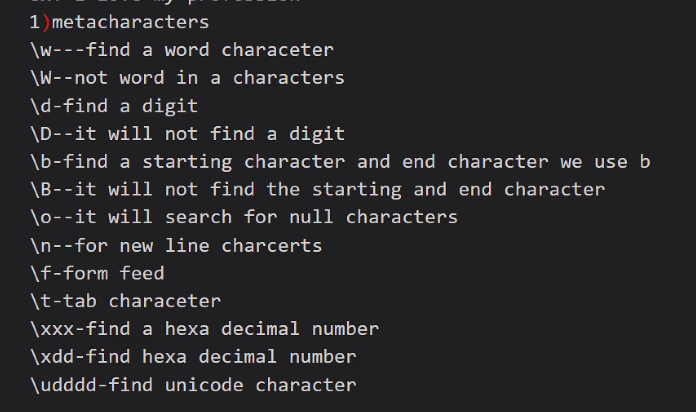 1)metacharacters
\w---find a word characeter
\W--not word in a characters
\d-find a digit
\D--it will not find a digit
\b-find a starting character and end character we use b
\B--it will not find the starting and end character
\o--it will search for null characters
\n--for new line charcerts
\f-form feed
\t-tab characeter
\xxx-find a hexa decimal number
\xdd-find hexa decimal number
\udddd-find unicode character